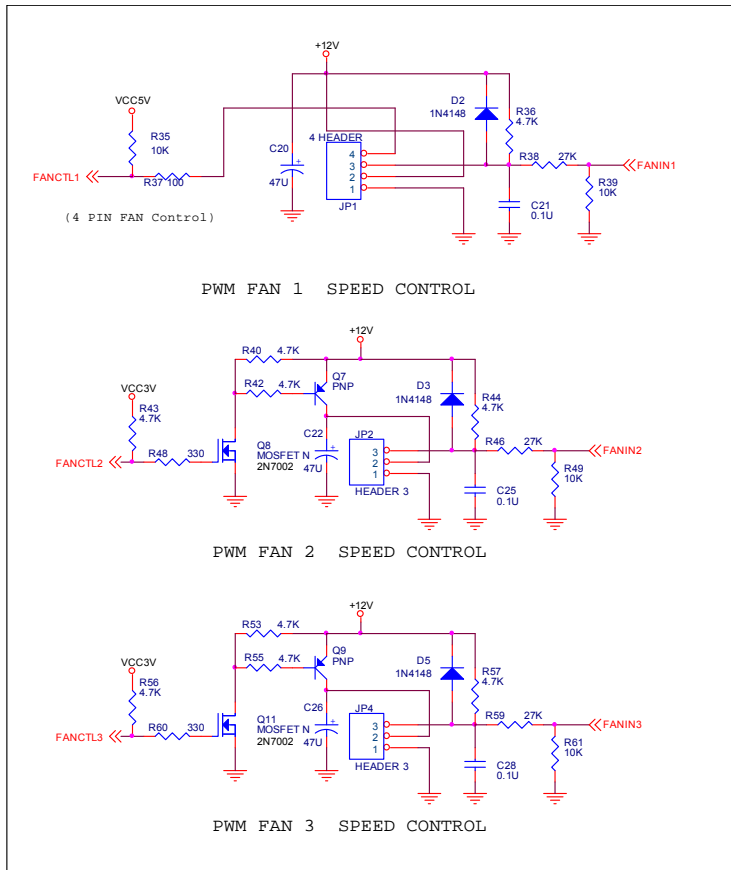 +12V
VCC5V
R35
10K
FANCTL1
R37 100
(4 PIN FAN Control)
C20
47U
4 HEADER
4
3
2
1
JP1
D2
1N4148
R36
4.7K
R38 27K
FANIN1
R39
10K
C21
0.1U
PWM FAN 1 SPEED CONTROL
+12V
R40 4.7K
R42 4.7K
Q7
PNP
VCC3V
R43
4.7K
FANCTL2
R48 330
Q8
MOSFET N
2N7002
C22
47U
JP2
3
2
1
HEADER 3
D3
1N4148
R44
4.7K
R46 27K
FANIN2
R49
10K
C25
0.1U
PWM FAN 2 SPEED CONTROL
+12V
R53 4.7K
R55 4.7K
Q9
PNP
VCC3V
R56
4.7K
FANCTL3
R60 330
Q11
MOSFET N
2N7002
C26
47U
JP4
3
2
1
HEADER 3
D5
1N4148
R57
4.7K
R59 27K
FANIN3
R61
10K
C28
0.1U
PWM FAN 3 SPEED CONTROL